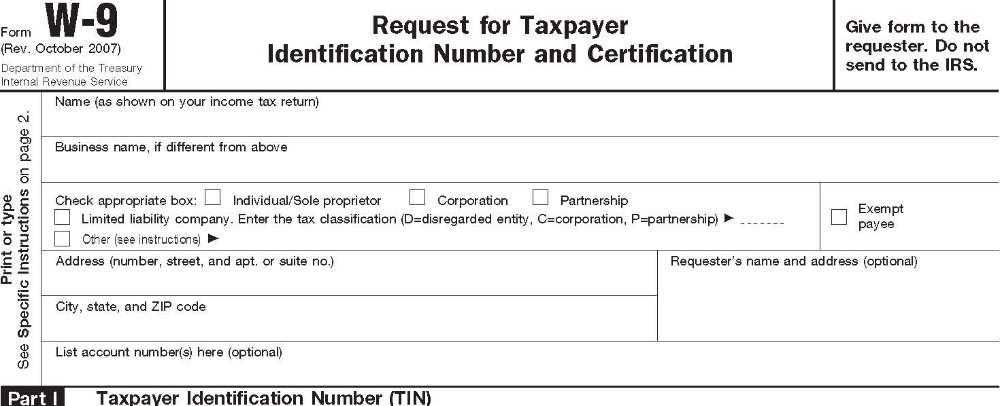 Form W-9
(Rev. October 2007)
Department of the Treasury
Internal Revenue Service
Request for Taxpayer
Identification Number and Certification
Give form to the
requester. Do not
send to the IRS.
Print or type
See Specific Instructions on page 2.
Name (as shown on your income tax return)
Business name, if different from above
Check appropriate box: Individual/Sole proprietor Corporation Partnership
Limited liability company. Enter the tax classification (D=disregarded entity, C=corporation, P=partnership) ▶ _ _ _ _ _ _ _
Other (see instructions) ▶
Exempt
payee
Address (number, street, and apt. or suite no.)
Requester's name and address (optional)
City, state, and ZIP code
List account number(s) here (optional)
Part I Taxpayer Identification Number (TIN)